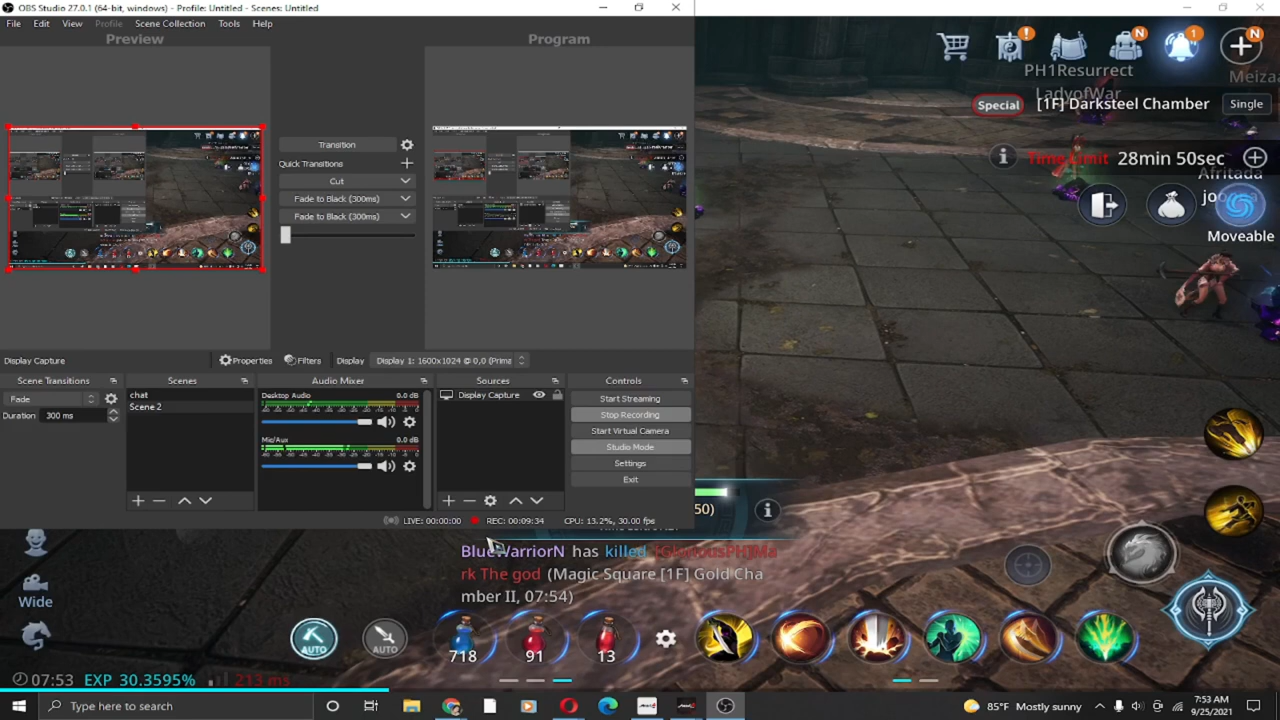 OBS Studio 27.0.1 (64-bit, windows) - Profile: Untitled - Scenes: Untitled
File Edit View Profile Scene Collection Tools Help
Preview
Program
Transition
Quick Transitions
Cut
Fade to Black (300ms)
Fade to Black (300ms)
Display Capture
Properties
Filters
Display
Display 1: 1600x1024 @ 0,0 (Prima
Scene Transitions
Fade
Duration 300 ms
Scenes
chat
Scene 2
Audio Mixer
Desktop Audio 0.0 dB
Mic/Aux 0.0 dB
Sources
Display Capture
Controls
Start Streaming
Stop Recording
Start Virtual Camera
Studio Mode
Settings
Exit
LIVE: 00:00:00 REC: 00:09:34 CPU: 13.2%, 30.00 fps
N
1
N
PH1Resurrect
Meizaa
LadyofWar
Special [1F] Darksteel Chamber Single
Time Limit 28min 50sec
Afritada
joo
Moveable
50)
BlueWarriorN has killed
rk The god (Magic Square [1F] Gold Cha
mber II, 07:54)
Wide
AUTO
AUTO
718
91
13
07:53 EXP 30.3595% 213 ms
Type here to search
85°F Mostly sunny
7:53 AM
9/25/2021